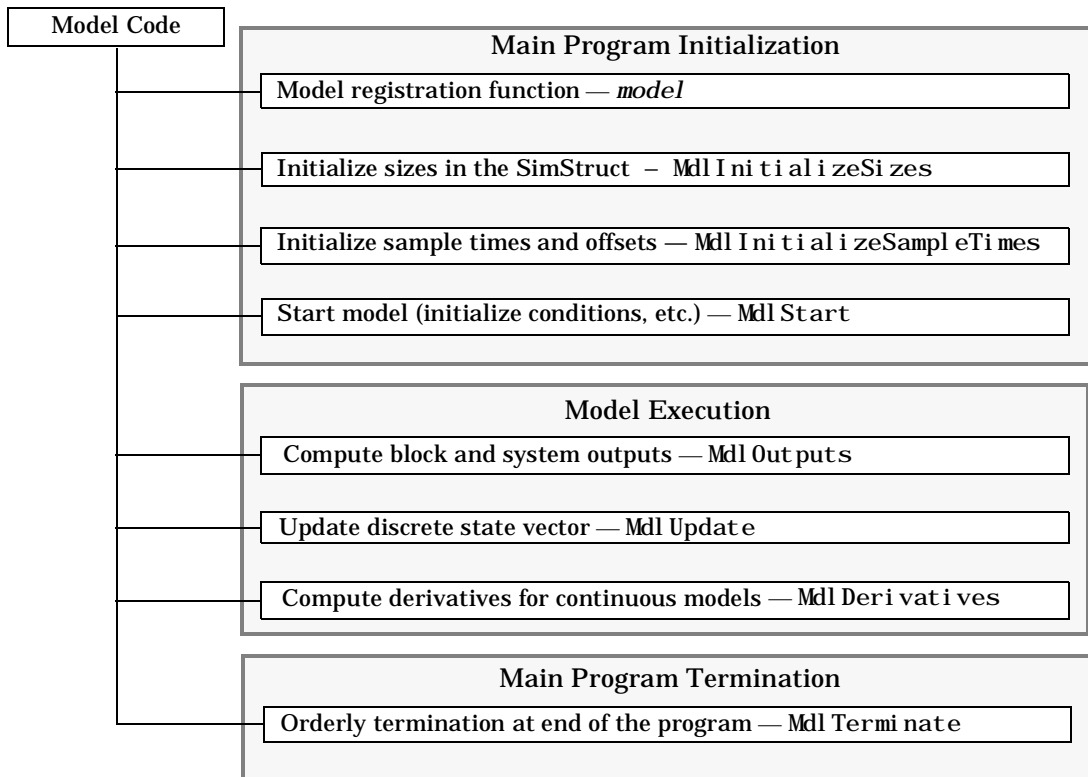 Model Code
Main Program Initialization
Model registration function — model
Initialize sizes in the SimStruct – MdlInitializeSizes
Initialize sample times and offsets — MdlInitializeSampleTimes
Start model (initialize conditions, etc.) — MdlStart
Model Execution
Compute block and system outputs — MdlOutputs
Update discrete state vector — MdlUpdate
Compute derivatives for continuous models — MdlDerivatives
Main Program Termination
Orderly termination at end of the program — MdlTerminate